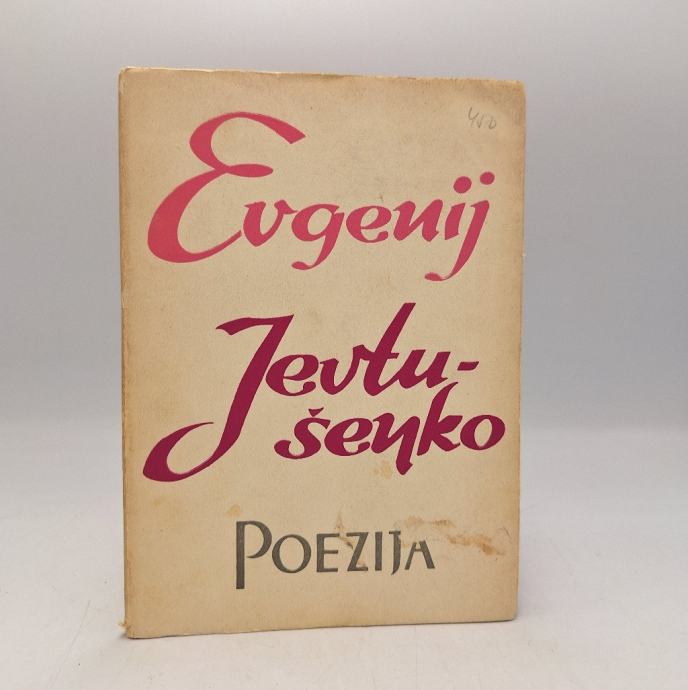 Evgenij
Jevtu-
šenko
POEZIJA